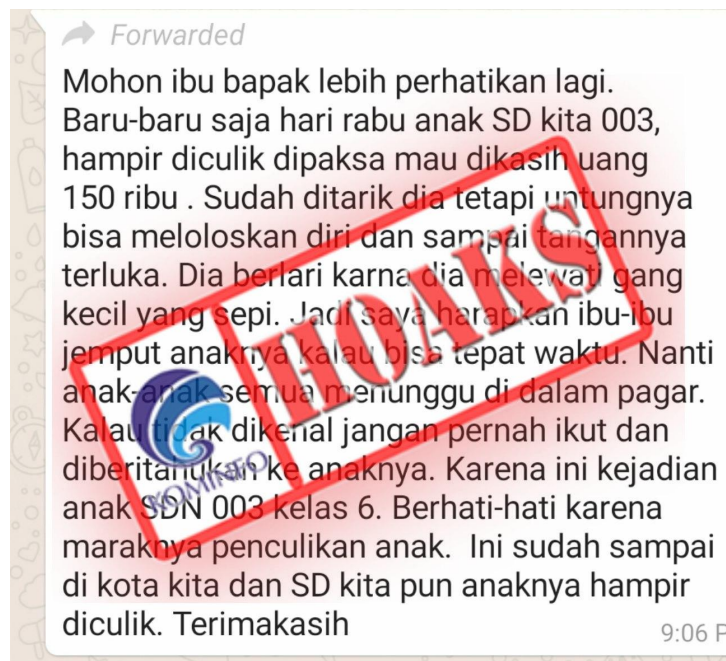 Forwarded
Mohon ibu bapak lebih perhatikan lagi.
Baru-baru saja hari rabu anak SD kita 003,
hampir diculik dipaksa mau dikasih uang
150 ribu . Sudah ditarik dia tetapi untungnya
bisa meloloskan diri dan sampai tangannya
terluka. Dia berlari karna dia melewati gang
kecil yang sepi. Jadi saya harapkan ibu-ibu
jemput anaknya kalau bisa tepat waktu. Nanti
anak-anak semua menunggu di dalam pagar.
Kalau tidak dikenal jangan pernah ikut dan
diberitahukan ke anaknya. Karena ini kejadian
anak SDN 003 kelas 6. Berhati-hati karena
maraknya penculikan anak. Ini sudah sampai
di kota kita dan SD kita pun anaknya hampir
diculik. Terimakasih
9:06 P
HOAKS
KOMINFO